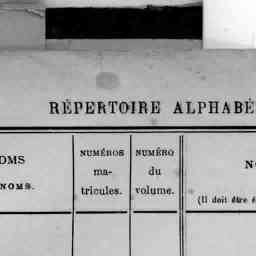 RÉPERTOIRE ALPHABÉ
OMS
NOMS.
NUMÉROS
ma-
tricules.
NUMÉRO
du
volume.
N
(Il doit être é